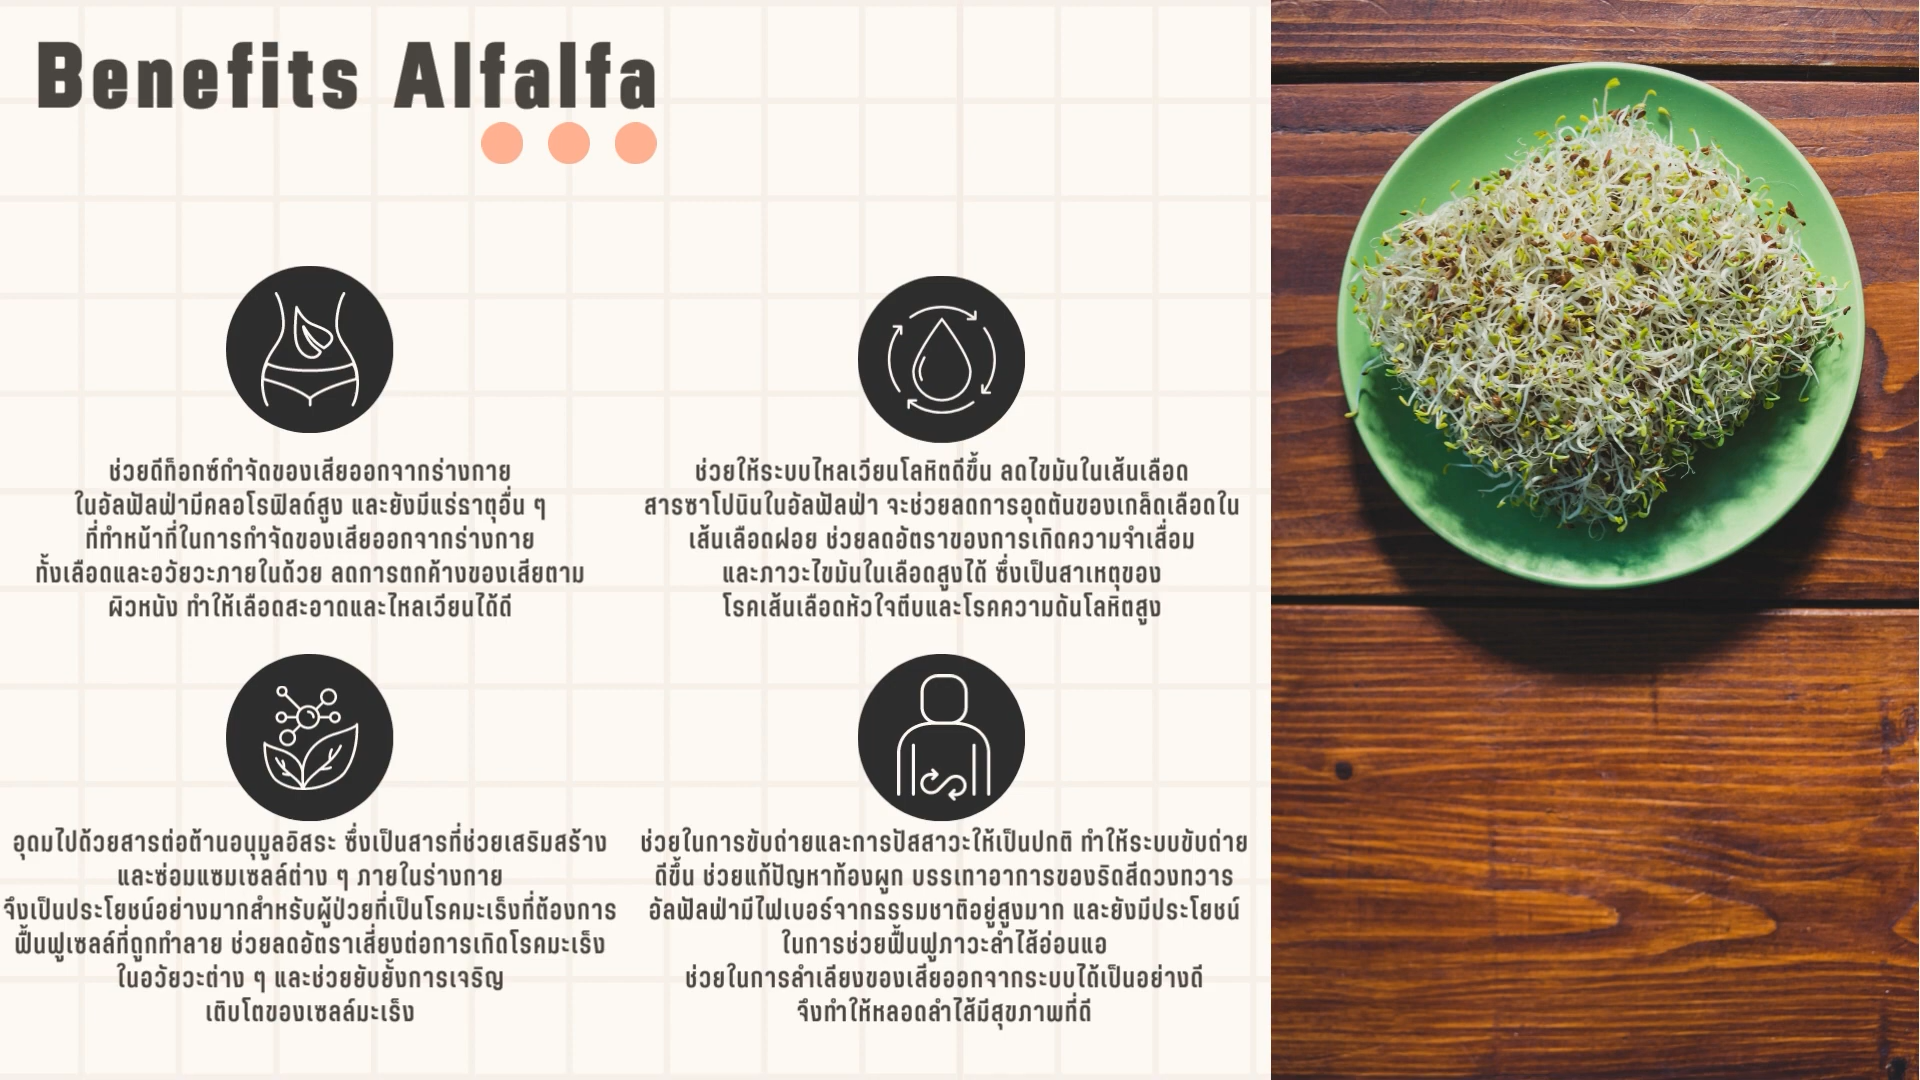 Benefits Alfalfa
ช่วยดีท็อกซ์กำจัดของเสียออกจากร่างกาย
ในอัลฟัลฟ่ามีคลอโรฟิลด์สูง และยังมีแร่ธาตุอื่น ๆ
ที่ทำหน้าที่ในการกำจัดของเสียออกจากร่างกาย
ทั้งเลือดและอวัยวะภายในด้วย ลดการตกค้างของเสียตาม
ผิวหนัง ทำให้เลือดสะอาดและไหลเวียนได้ดี
ช่วยให้ระบบไหลเวียนโลหิตดีขึ้น ลดไขมันในเส้นเลือด
สารซาโปนินในอัลฟัลฟ่า จะช่วยลดการอุดตันของเกล็ดเลือดใน
เส้นเลือดฝอย ช่วยลดอัตราของการเกิดความจำเสื่อม
และภาวะไขมันในเลือดสูงได้ ซึ่งเป็นสาเหตุของ
โรคเส้นเลือดหัวใจตีบและโรคความดันโลหิตสูง
อุดมไปด้วยสารต่อต้านอนุมูลอิสระ ซึ่งเป็นสารที่ช่วยเสริมสร้าง
และซ่อมแซมเซลล์ต่าง ๆ ภายในร่างกาย
จึงเป็นประโยชน์อย่างมากสำหรับผู้ป่วยที่เป็นโรคมะเร็งที่ต้องการ
ฟื้นฟูเซลล์ที่ถูกทำลาย ช่วยลดอัตราเสี่ยงต่อการเกิดโรคมะเร็ง
ในอวัยวะต่าง ๆ และช่วยยับยั้งการเจริญ
เติบโตของเซลล์มะเร็ง
ช่วยในการขับถ่ายและการปัสสาวะให้เป็นปกติ ทำให้ระบบขับถ่าย
ดีขึ้น ช่วยแก้ปัญหาท้องผูก บรรเทาอาการของริดสีดวงทวาร
อัลฟัลฟ่ามีไฟเบอร์จากธรรมชาติอยู่สูงมาก และยังมีประโยชน์
ในการช่วยฟื้นฟูภาวะลำไส้อ่อนแอ
ช่วยในการลำเลียงของเสียออกจากระบบได้เป็นอย่างดี
จึงทำให้หลอดลำไส้มีสุขภาพที่ดี